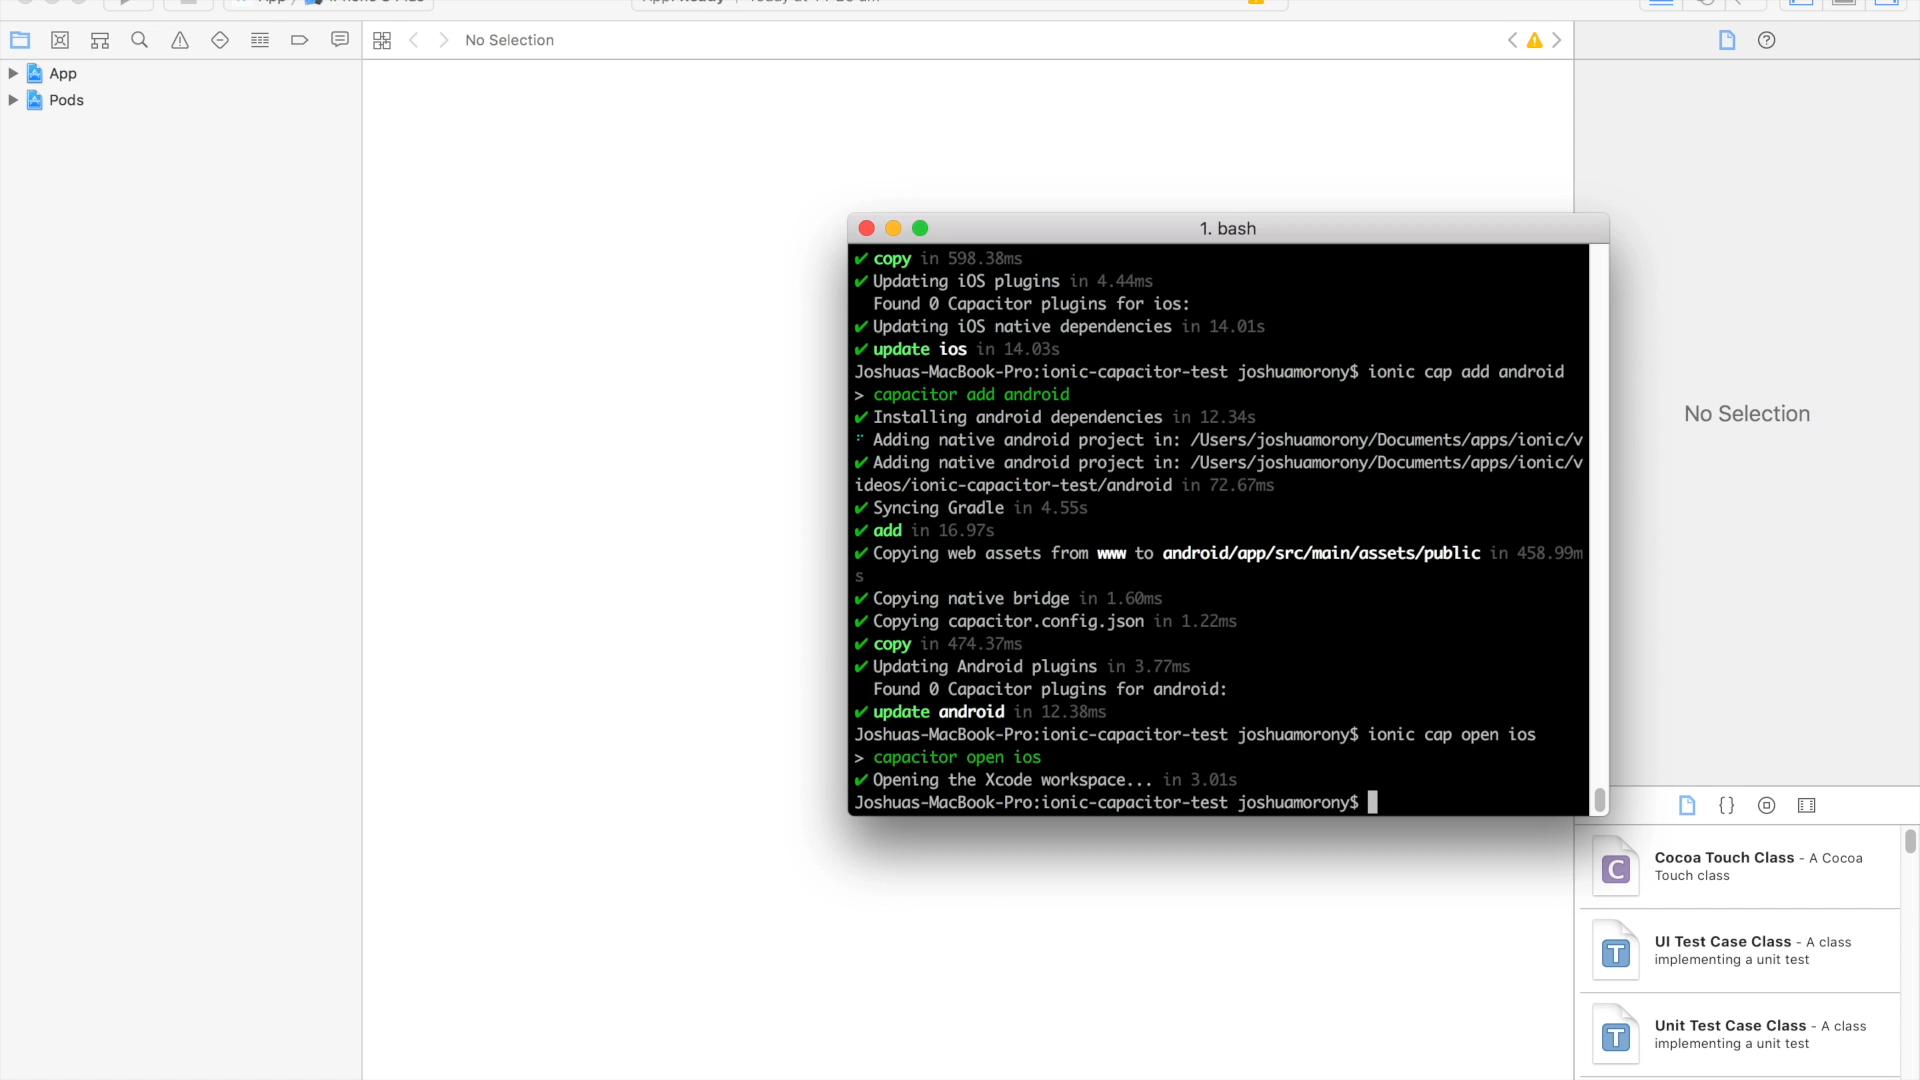 No Selection
App
Pods
1. bash
✔ copy in 598.38ms
✔ Updating iOS plugins in 4.44ms
Found 0 Capacitor plugins for ios:
✔ Updating iOS native dependencies in 14.01s
✔ update ios in 14.03s
Joshuas-MacBook-Pro:ionic-capacitor-test joshuamorony$ ionic cap add android
> capacitor add android
✔ Installing android dependencies in 12.34s
Adding native android project in: /Users/joshuamorony/Documents/apps/ionic/v
✔ Adding native android project in: /Users/joshuamorony/Documents/apps/ionic/v
ideos/ionic-capacitor-test/android in 72.67ms
✔ Syncing Gradle in 4.55s
✔ add in 16.97s
✔ Copying web assets from www to android/app/src/main/assets/public in 458.99m
s
✔ Copying native bridge in 1.60ms
✔ Copying capacitor.config.json in 1.22ms
✔ copy in 474.37ms
✔ Updating Android plugins in 3.77ms
Found 0 Capacitor plugins for android:
✔ update android in 12.38ms
Joshuas-MacBook-Pro:ionic-capacitor-test joshuamorony$ ionic cap open ios
> capacitor open ios
✔ Opening the Xcode workspace... in 3.01s
Joshuas-MacBook-Pro:ionic-capacitor-test joshuamorony$
No Selection
{}
C
Cocoa Touch Class - A Cocoa
Touch class
T
UI Test Case Class - A class
implementing a unit test
T
Unit Test Case Class - A class
implementing a unit test